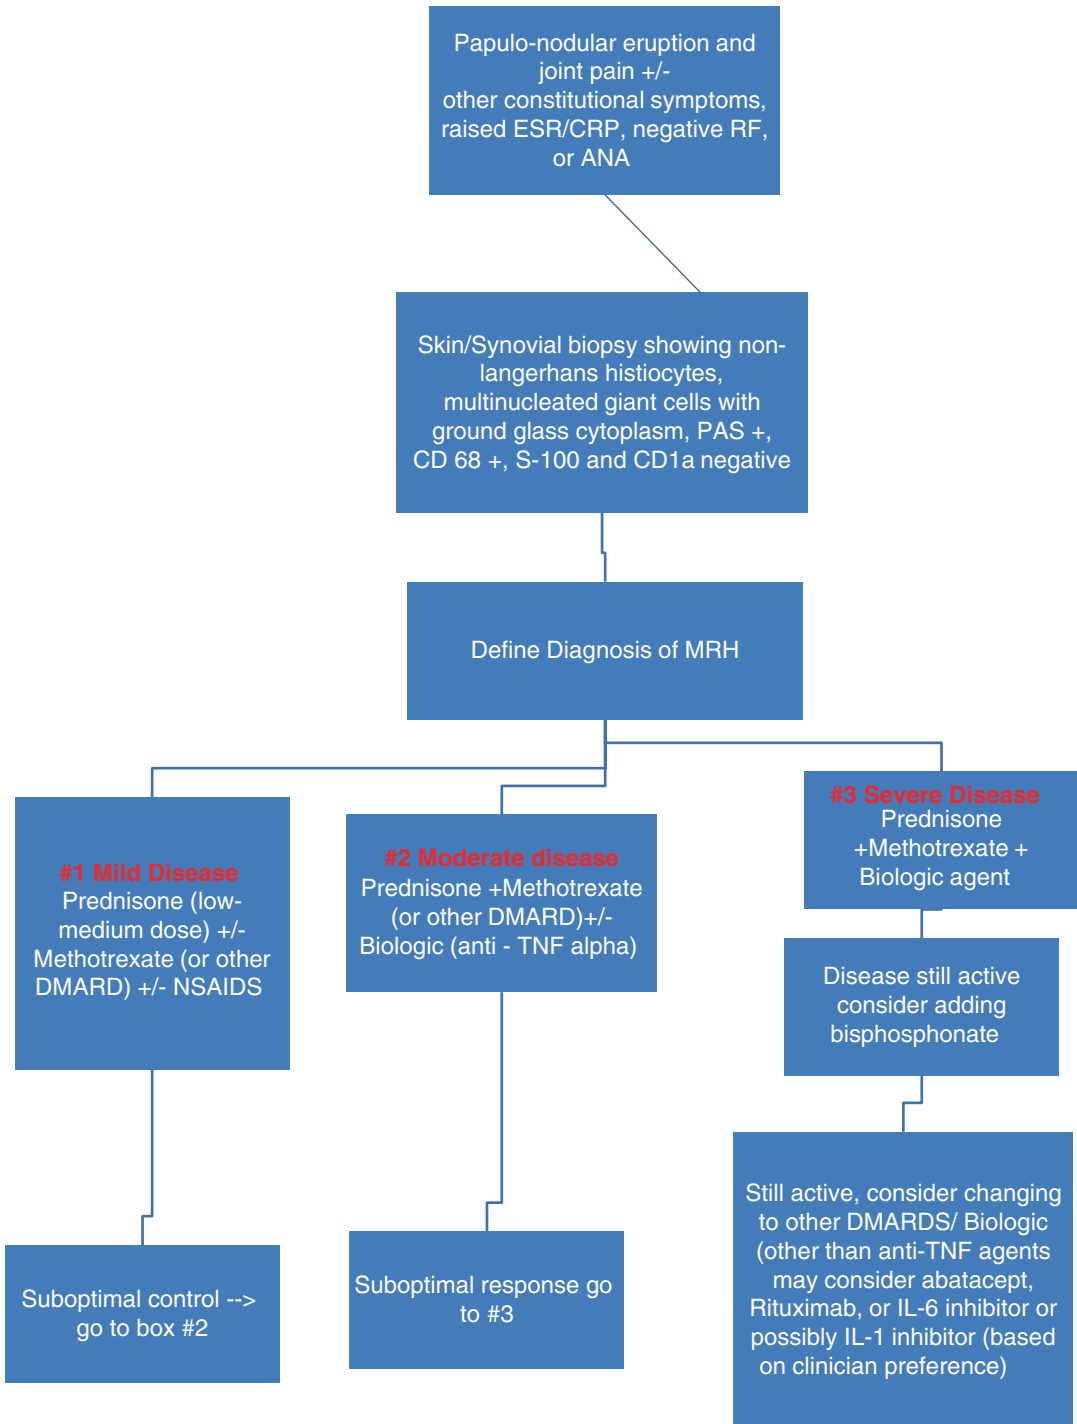 Papulo-nodular eruption and
joint pain +/-
other constitutional symptoms,
raised ESR/CRP, negative RF,
or ANA
Skin/Synovial biopsy showing non-
langerhans histiocytes,
multinucleated giant cells with
ground glass cytoplasm, PAS +,
CD 68 +, S-100 and CD1a negative
Define Diagnosis of MRH
#1 Mild Disease
Prednisone (low-
medium dose) +/-
Methotrexate (or other
DMARD) +/- NSAIDS
#2 Moderate disease
Prednisone +Methotrexate
(or other DMARD)+/-
Biologic (anti - TNF alpha)
#3 Severe Disease
Prednisone
+Methotrexate +
Biologic agent
Disease still active
consider adding
bisphosphonate
Suboptimal control -->
go to box #2
Suboptimal response go
to #3
Still active, consider changing
to other DMARDS/ Biologic
(other than anti-TNF agents
may consider abatacept,
Rituximab, or IL-6 inhibitor or
possibly IL-1 inhibitor (based
on clinician preference)